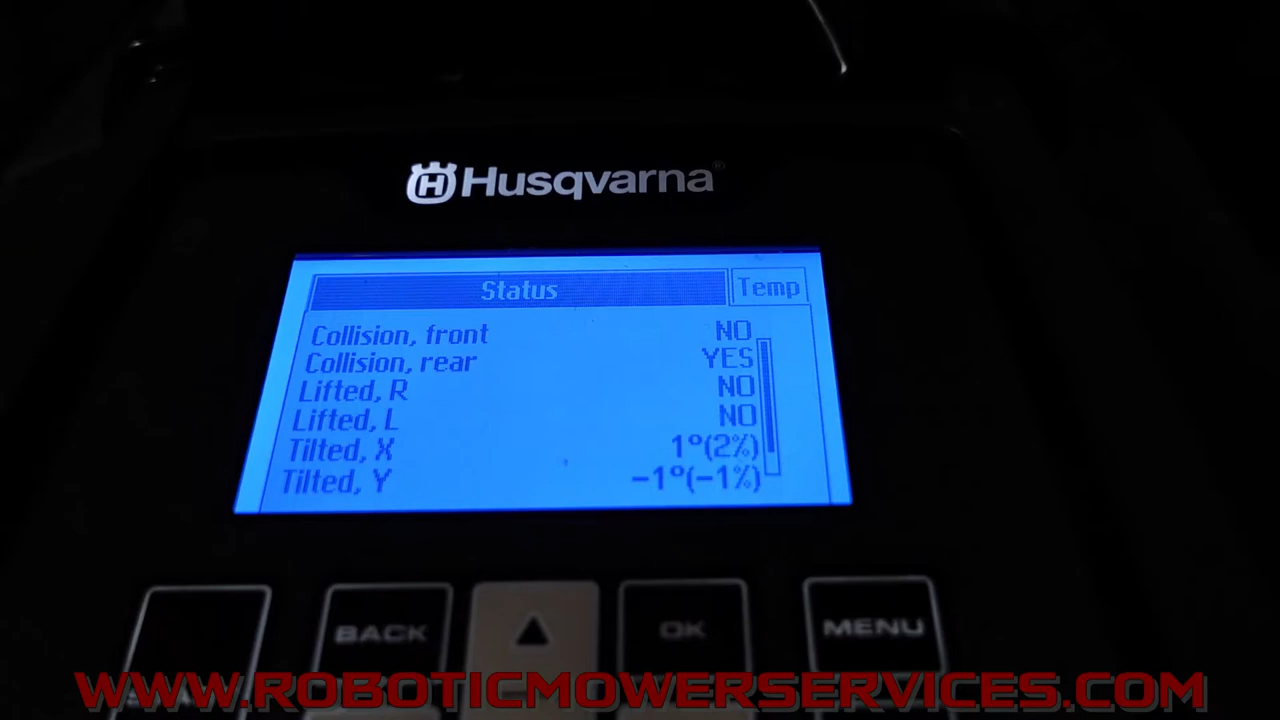 Husqvarna®
Status Temp
Collision, front NO
Collision, rear YES
Lifted, R NO
Lifted, L NO
Tilted, X 1°(2%)
Tilted, Y -1°(-1%)
BACK OK MENU
WWW.ROBOTICMOWERSERVICES.COM